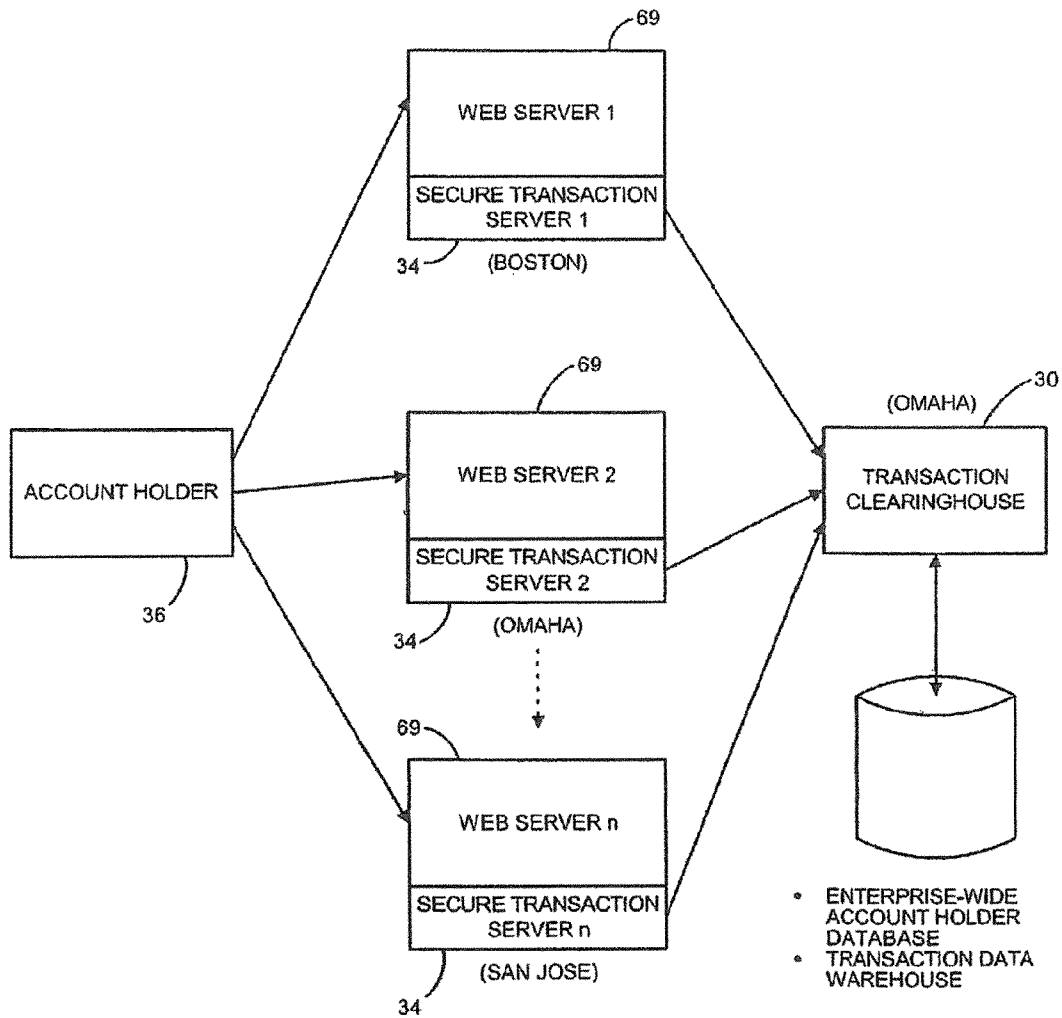 69
WEB SERVER 1
SECURE TRANSACTION
SERVER 1
34
(BOSTON)
69
WEB SERVER 2
SECURE TRANSACTION
SERVER 2
34
(OMAHA)
ACCOUNT HOLDER
36
(OMAHA)
30
TRANSACTION
CLEARINGHOUSE
69
WEB SERVER n
SECURE TRANSACTION
SERVER n
34
(SAN JOSE)
• ENTERPRISE-WIDE
ACCOUNT HOLDER
DATABASE
• TRANSACTION DATA
WAREHOUSE